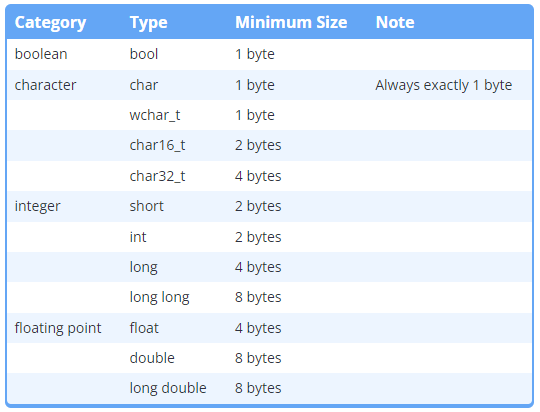 Category Type Minimum Size Note
boolean bool 1 byte
character char 1 byte Always exactly 1 byte
wchar_t 1 byte
char16_t 2 bytes
char32_t 4 bytes
integer short 2 bytes
int 2 bytes
long 4 bytes
long long 8 bytes
floating point float 4 bytes
double 8 bytes
long double 8 bytes